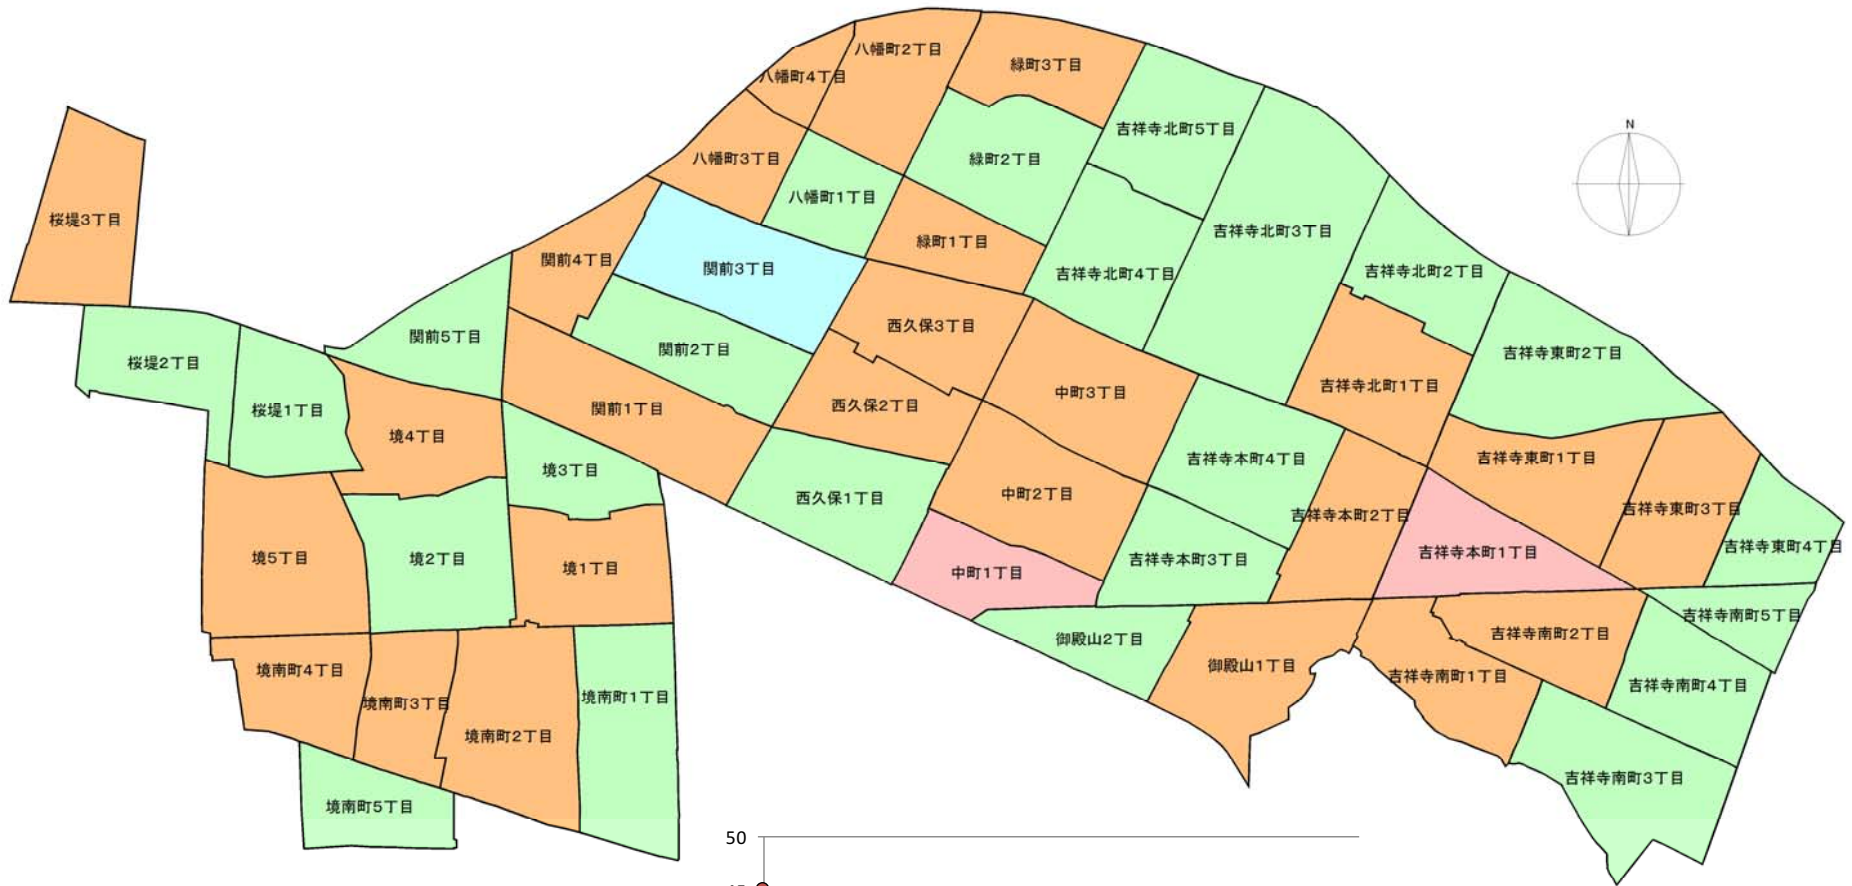 八幡町2丁目
緑町3丁目
八幡町4丁目
N
吉祥寺北町5丁目
八幡町3丁目
緑町2丁目
八幡町1丁目
桜堤3丁目
吉祥寺北町3丁目
緑町1丁目
関前4丁目
関前3丁目
吉祥寺北町4丁目
吉祥寺北町2丁目
西久保3丁目
関前5丁目
関前2丁目
吉祥寺東町2丁目
桜堤2丁目
吉祥寺北町1丁目
中町3丁目
西久保2丁目
関前1丁目
桜堤1丁目
境4丁目
吉祥寺本町4丁目
吉祥寺東町1丁目
境3丁目
中町2丁目
西久保1丁目
吉祥寺東町3丁目
吉祥寺本町2丁目
吉祥寺東町4丁目
吉祥寺本町1丁目
境5丁目
境2丁目
吉祥寺本町3丁目
境1丁目
中町1丁目
吉祥寺南町5丁目
吉祥寺南町2丁目
御殿山2丁目
御殿山1丁目
境南町4丁目
吉祥寺南町1丁目
吉祥寺南町4丁目
境南町1丁目
境南町3丁目
境南町2丁目
吉祥寺南町3丁目
境南町5丁目
50